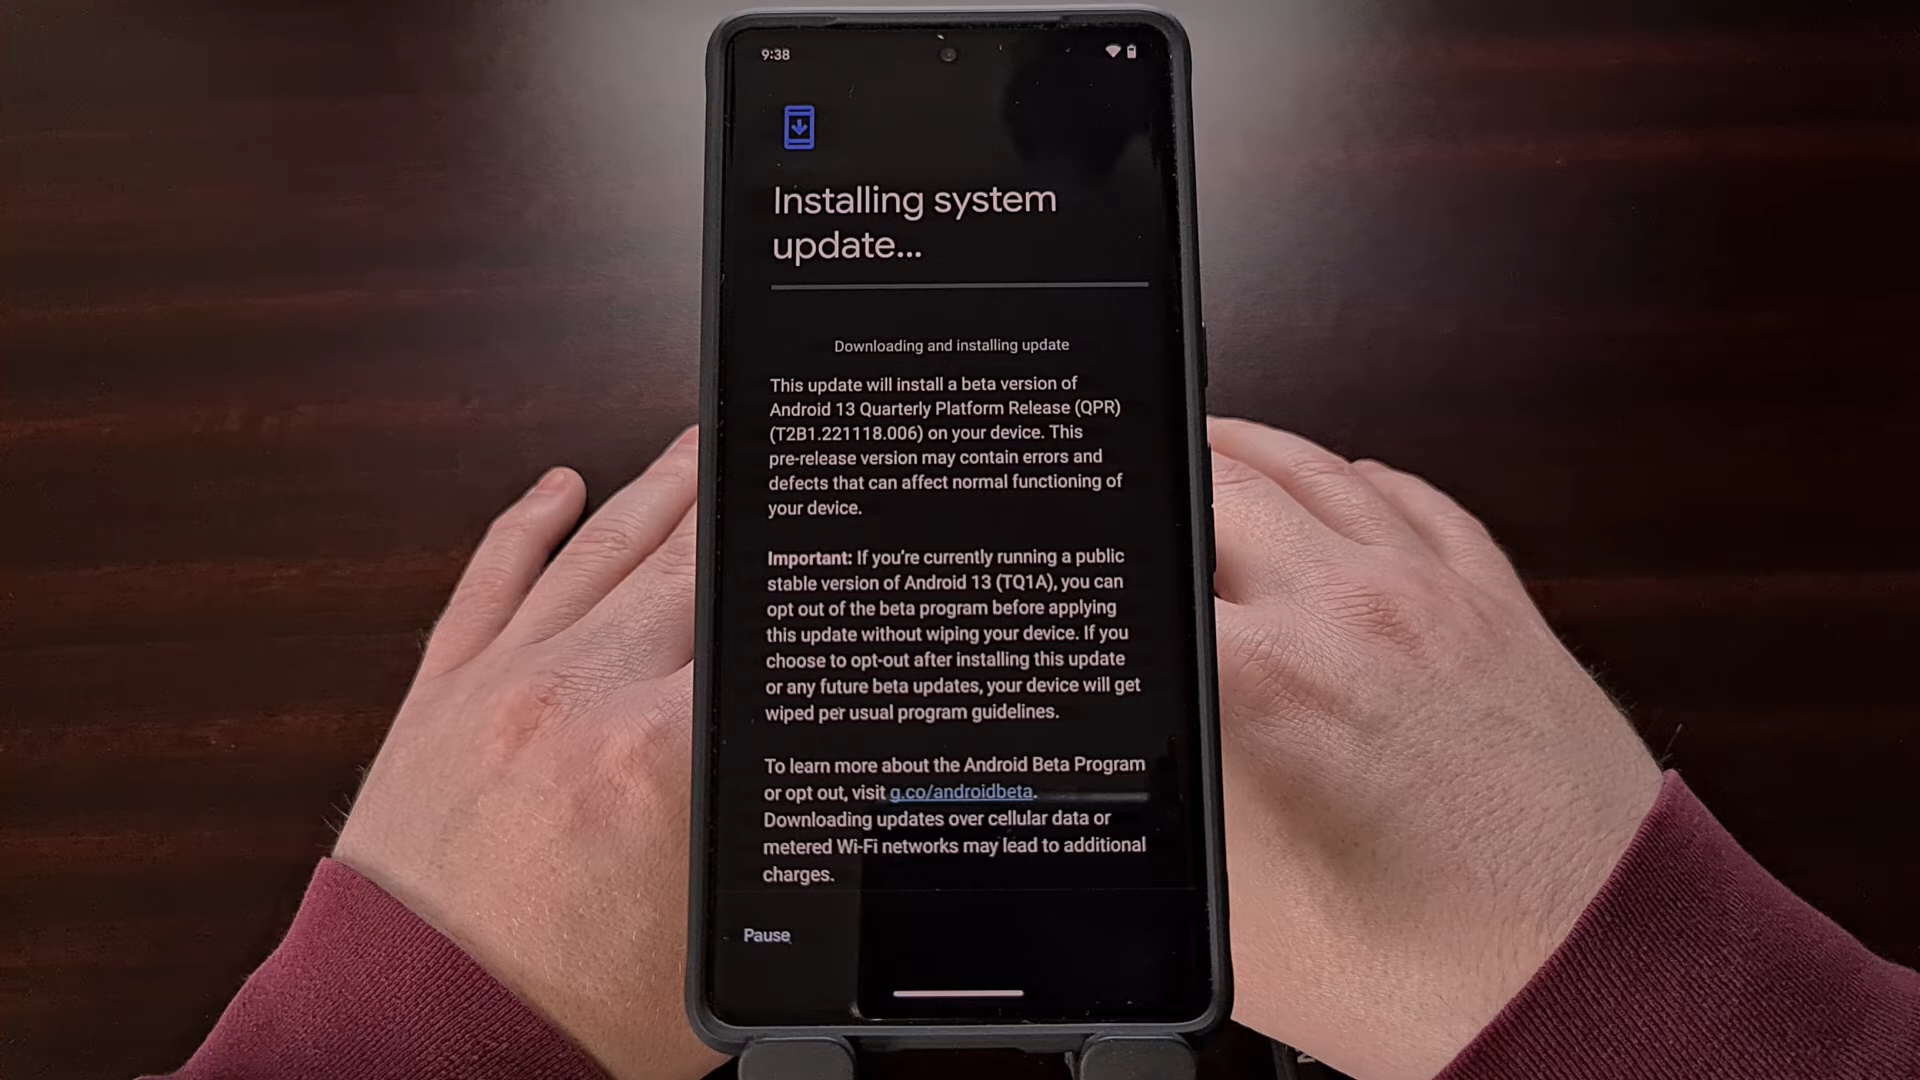 9:38
Installing system
update...
Downloading and installing update
This update will install a beta version of
Android 13 Quarterly Platform Release (QPR)
(T2B1.221118.006) on your device. This
pre-release version may contain errors and
defects that can affect normal functioning of
your device.
Important: If you're currently running a public
stable version of Android 13 (TQ1A), you can
opt out of the beta program before applying
this update without wiping your device. If you
choose to opt-out after installing this update
or any future beta updates, your device will get
wiped per usual program guidelines.
To learn more about the Android Beta Program
or opt out, visit g.co/androidbeta.
Downloading updates over cellular data or
metered Wi-Fi networks may lead to additional
charges.
Pause